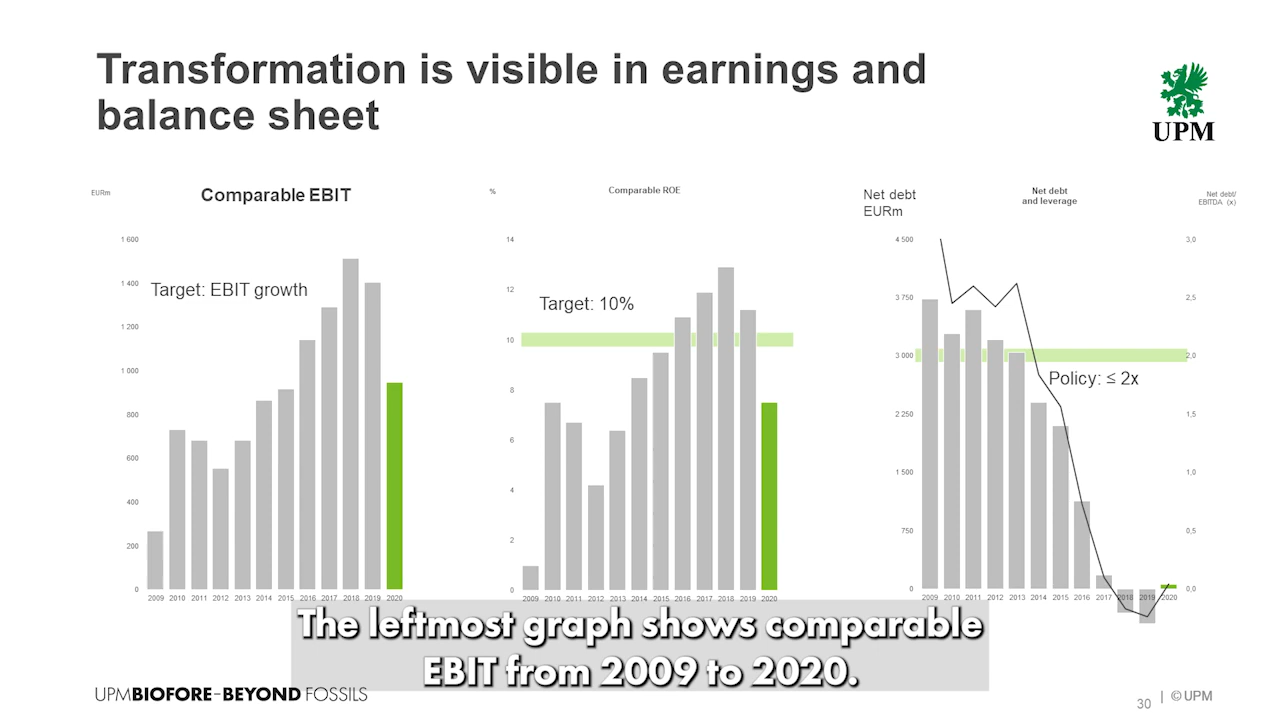 Transformation is visible in earnings and
balance sheet
UPM
EURm
Comparable EBIT
1 600
1 400
1 200
1 000
800
600
400
200
0
Target: EBIT growth
2009 2010 2011 2012 2013 2014 2015 2016 2017 2018 2019 2020
%
Comparable ROE
14
12
10
8
6
4
2
0
Target: 10%
2009 2010 2011 2012 2013 2014 2015 2016 2017 2018 2019 2020
Net debt
EURm
Net debt
and leverage
Net debt/
EBITDA (x)
4 500
3 750
3 000
2 250
1 500
750
0
3,0
2,5
2,0
1,5
1,0
0,5
0,0
Policy: ≤ 2x
2009 2010 2011 2012 2013 2014 2015 2016 2017 2018 2019 2020
The leftmost graph shows comparable
EBIT from 2009 to 2020.
UPMBIOFORE–BEYOND FOSSILS
30 | © UPM